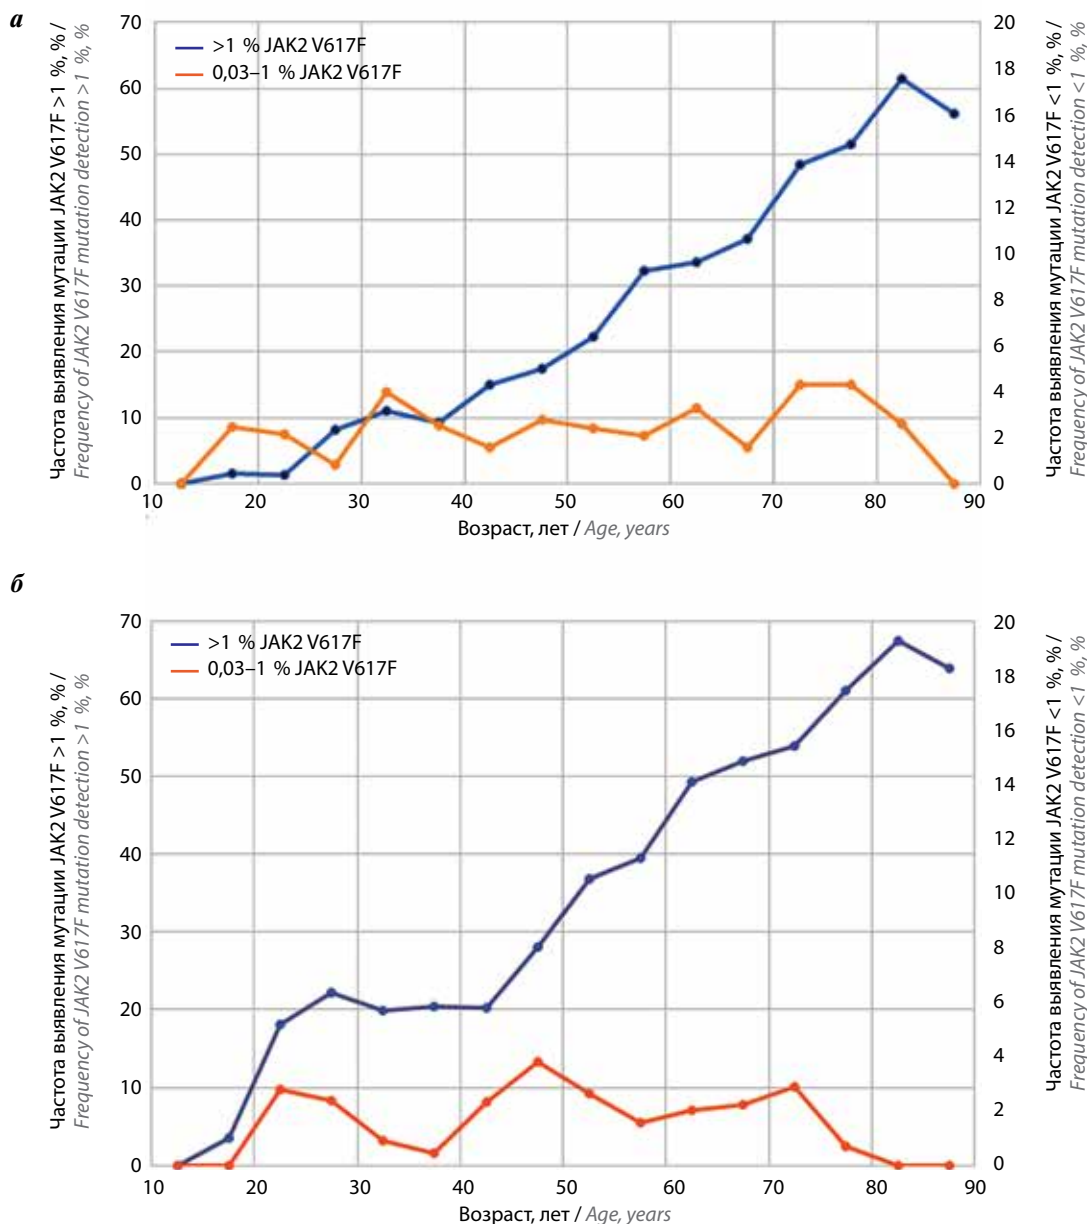 а
Частота выявления мутации JAK2 V617F >1 %, % /
Frequency of JAK2 V617F mutation detection >1 %, %
70
60
50
40
30
20
10
0
>1 % JAK2 V617F
0,03–1 % JAK2 V617F
20
18
16
14
12
10
8
6
4
2
0
Частота выявления мутации JAK2 V617F <1 %, % /
Frequency of JAK2 V617F mutation detection <1 %, %
10 20 30 40 50 60 70 80 90
Возраст, лет / Age, years
б
Частота выявления мутации JAK2 V617F >1 %, % /
Frequency of JAK2 V617F mutation detection >1 %, %
70
60
50
40
30
20
10
0
>1 % JAK2 V617F
0,03–1 % JAK2 V617F
20
18
16
14
12
10
8
6
4
2
0
Частота выявления мутации JAK2 V617F <1 %, % /
Frequency of JAK2 V617F mutation detection <1 %, %
10 20 30 40 50 60 70 80 90
Возраст, лет / Age, years